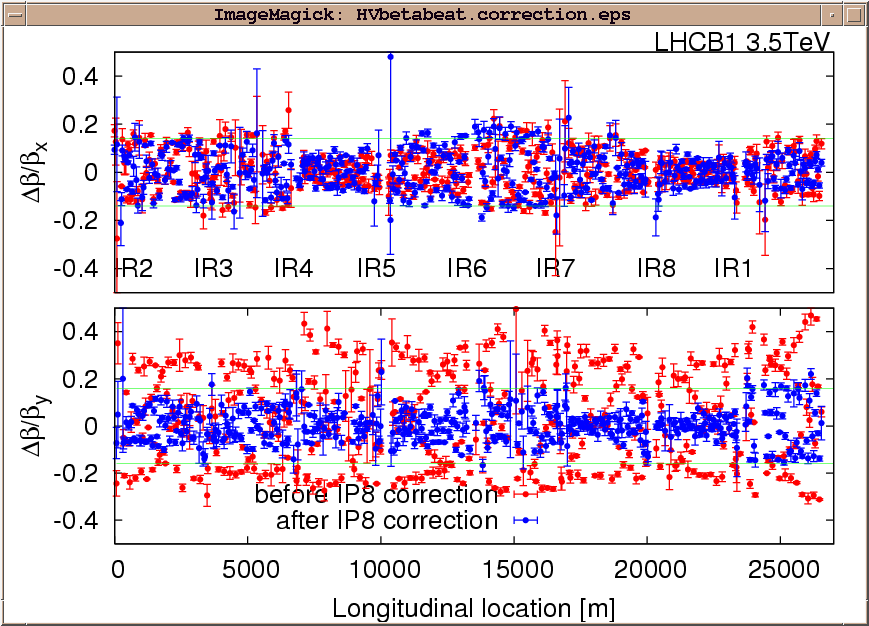 ImageMagick: HVbetabeat.correction.eps
LHCB1 3.5TeV
0.4
0.2
0
-0.2
-0.4
Δβ/βx
IR2 IR3 IR4 IR5 IR6 IR7 IR8 IR1
0.4
0.2
0
-0.2
-0.4
Δβ/βy
before IP8 correction
after IP8 correction
0 5000 10000 15000 20000 25000
Longitudinal location [m]